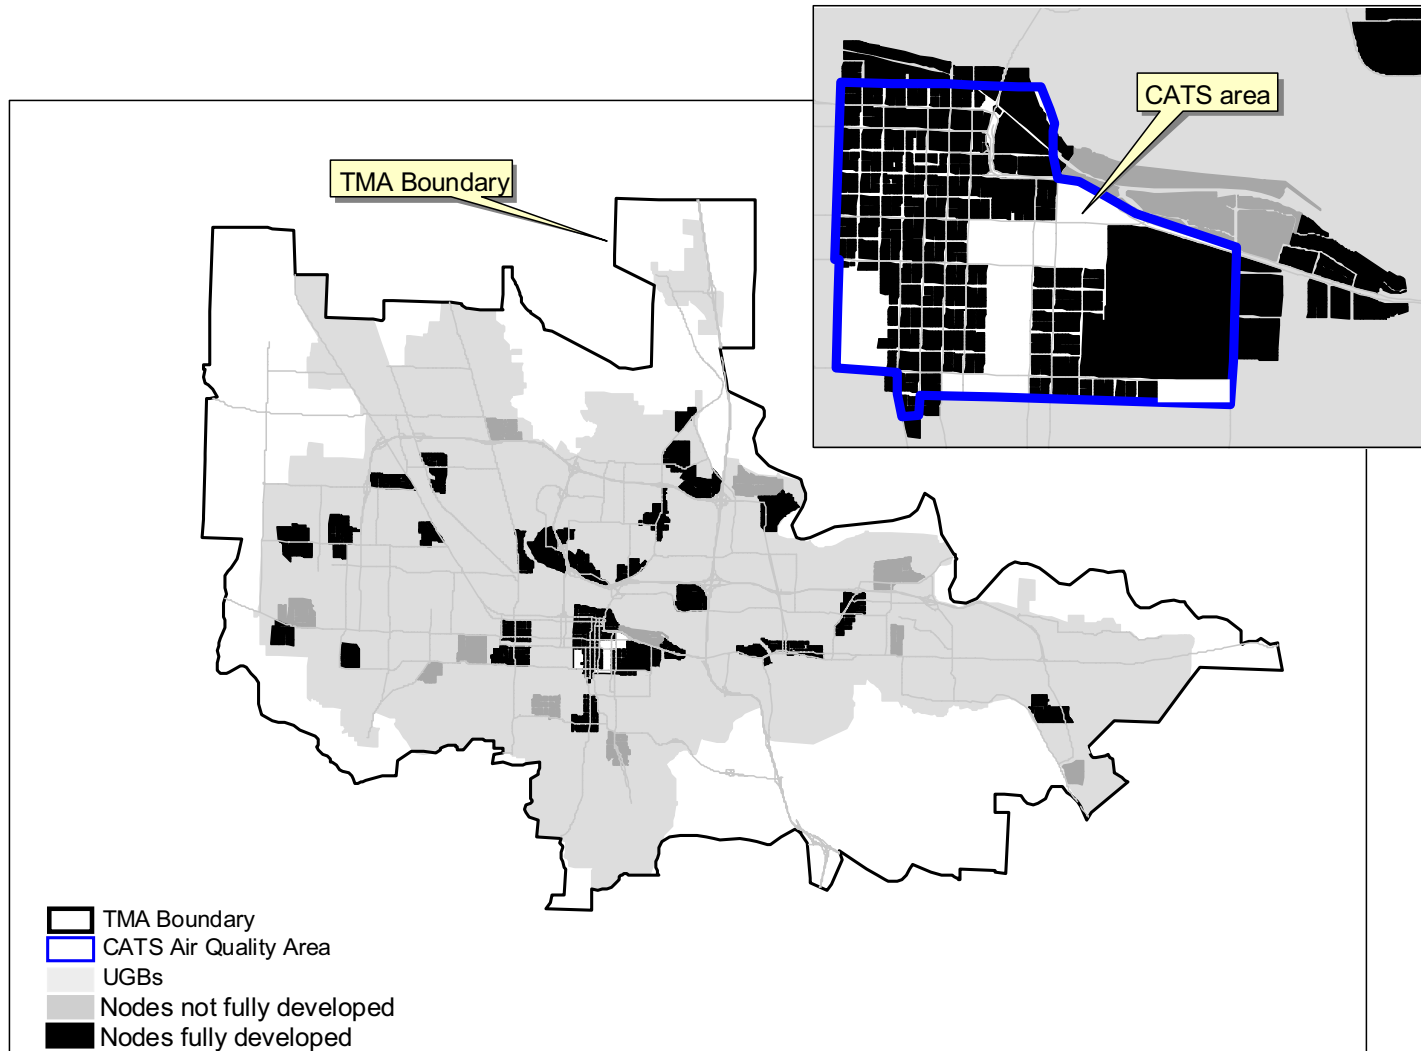 CATS area
TMA Boundary
TMA Boundary
CATS Air Quality Area
UGBs
Nodes not fully developed
Nodes fully developed